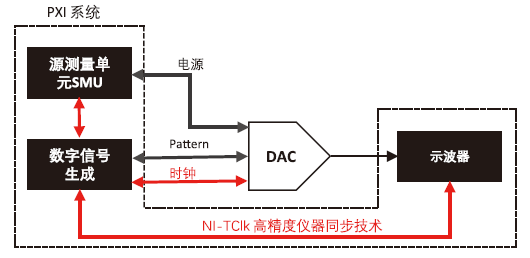 PXI 系统
源测量单
元SMU
电源
数字信号
生成
Pattern
时钟
DAC
示波器
NI-TClk 高精度仪器同步技术